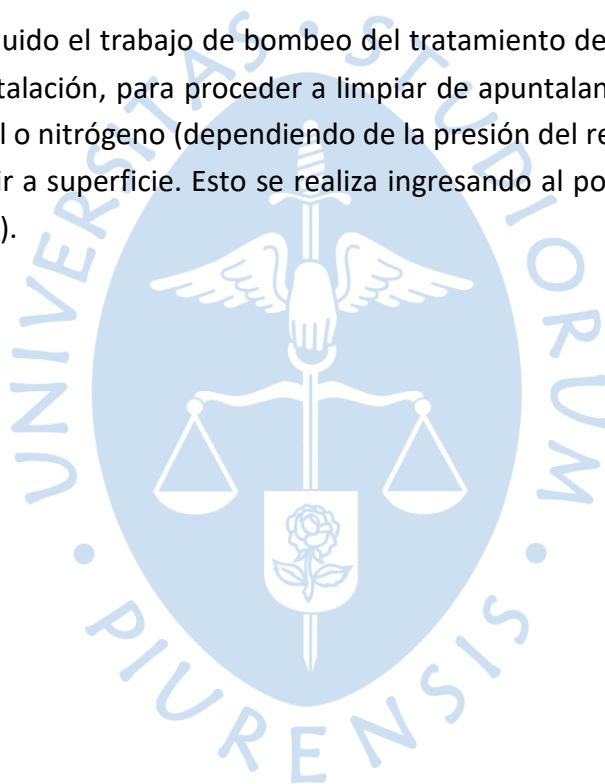 uido el trabajo de bombeo del tratamiento de
talación, para proceder a limpiar de apuntalan
l o nitrógeno (dependiendo de la presión del re
ir a superficie. Esto se realiza ingresando al po
).
UNIVERSITAS • STUDIORUM • PIURENSIS •